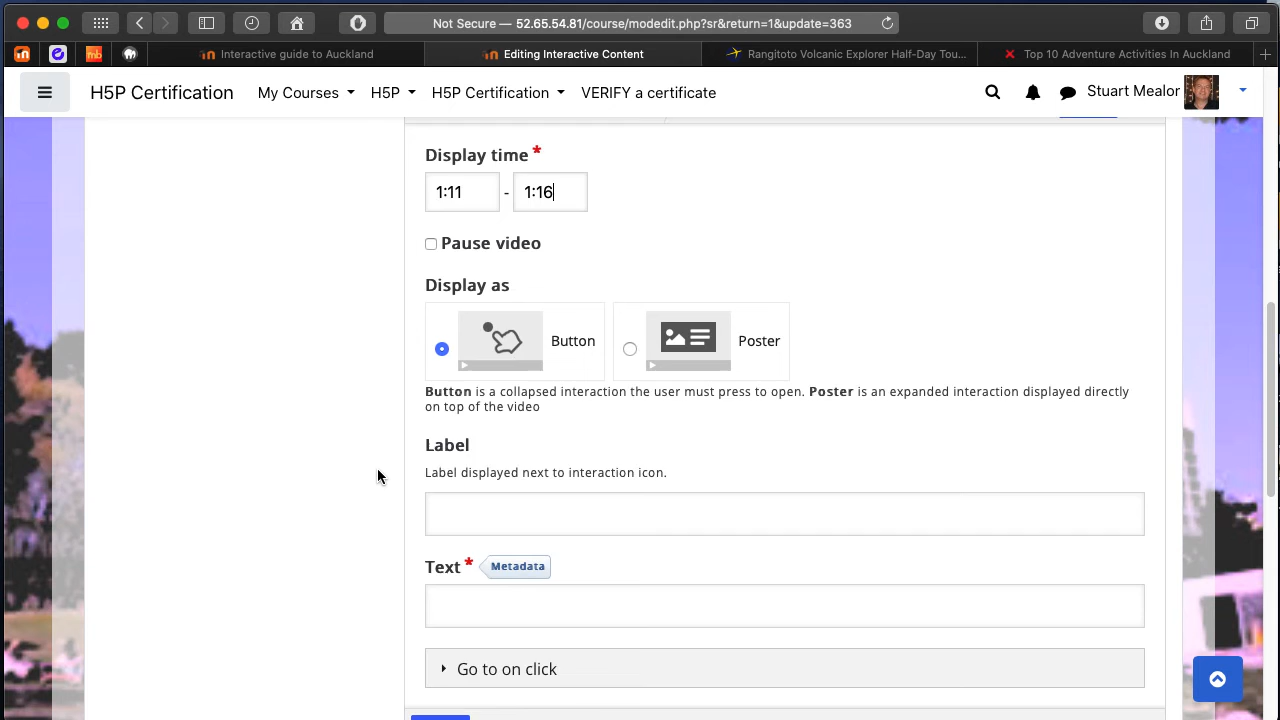 Not Secure — 52.65.54.81/course/modedit.php?sr&return=1&update=363
Interactive guide to Auckland
Editing Interactive Content
Rangitoto Volcanic Explorer Half-Day Tou...
Top 10 Adventure Activities In Auckland
H5P Certification
My Courses
H5P
H5P Certification
VERIFY a certificate
Stuart Mealor
Display time *
1:11 - 1:16
Pause video
Display as
Button
Poster
Button is a collapsed interaction the user must press to open. Poster is an expanded interaction displayed directly
on top of the video
Label
Label displayed next to interaction icon.
Text * Metadata
Go to on click